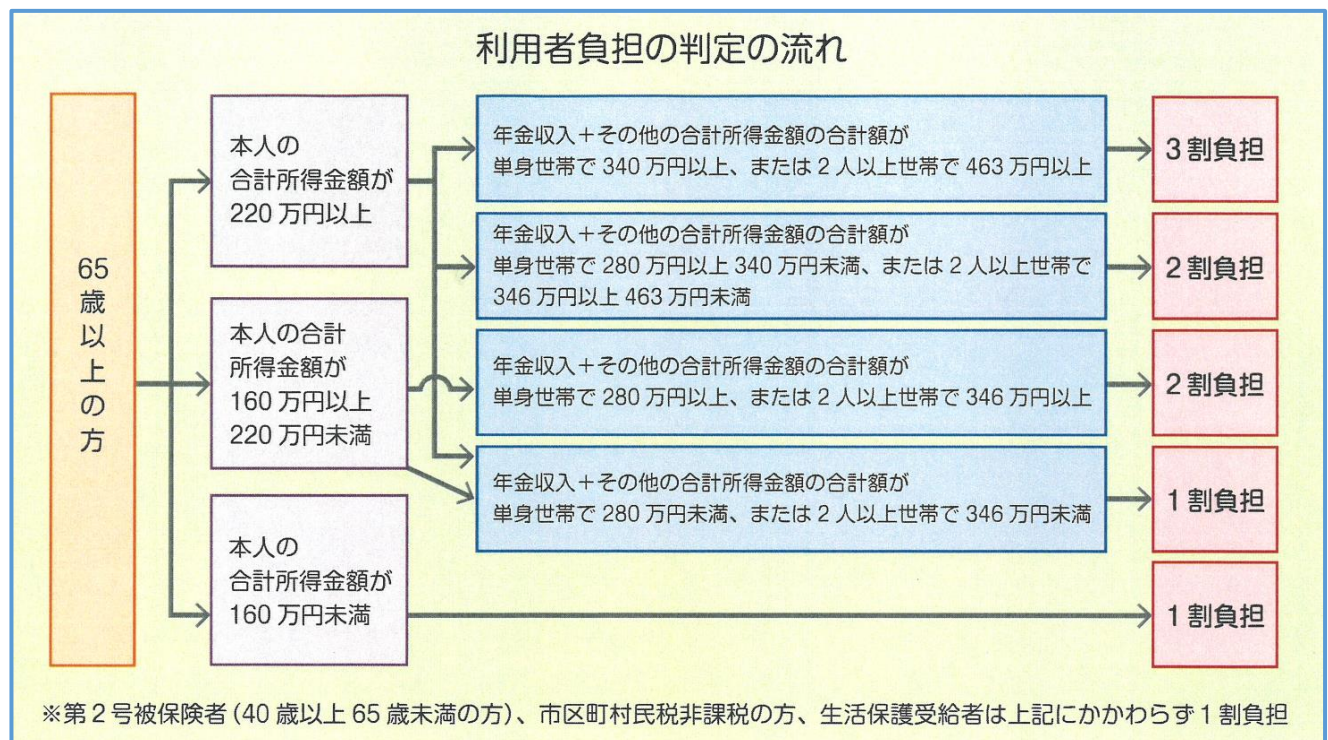 利用者負担の判定の流れ
65
歳
以
上
の
方
本人の
合計所得金額が
220万円以上
年金収入+その他の合計所得金額の合計額が
単身世帯で340万円以上、または2人以上世帯で463万円以上
3割負担
年金収入+その他の合計所得金額の合計額が
単身世帯で280万円以上340万円未満、または2人以上世帯で
346万円以上463万円未満
2割負担
本人の合計
所得金額が
160万円以上
220万円未満
年金収入+その他の合計所得金額の合計額が
単身世帯で280万円以上、または2人以上世帯で346万円以上
2割負担
年金収入+その他の合計所得金額の合計額が
単身世帯で280万円未満、または2人以上世帯で346万円未満
1割負担
本人の
合計所得金額が
160万円未満
1割負担
※第2号被保険者(40歳以上65歳未満の方)、市区町村民税非課税の方、生活保護受給者は上記にかかわらず1割負担